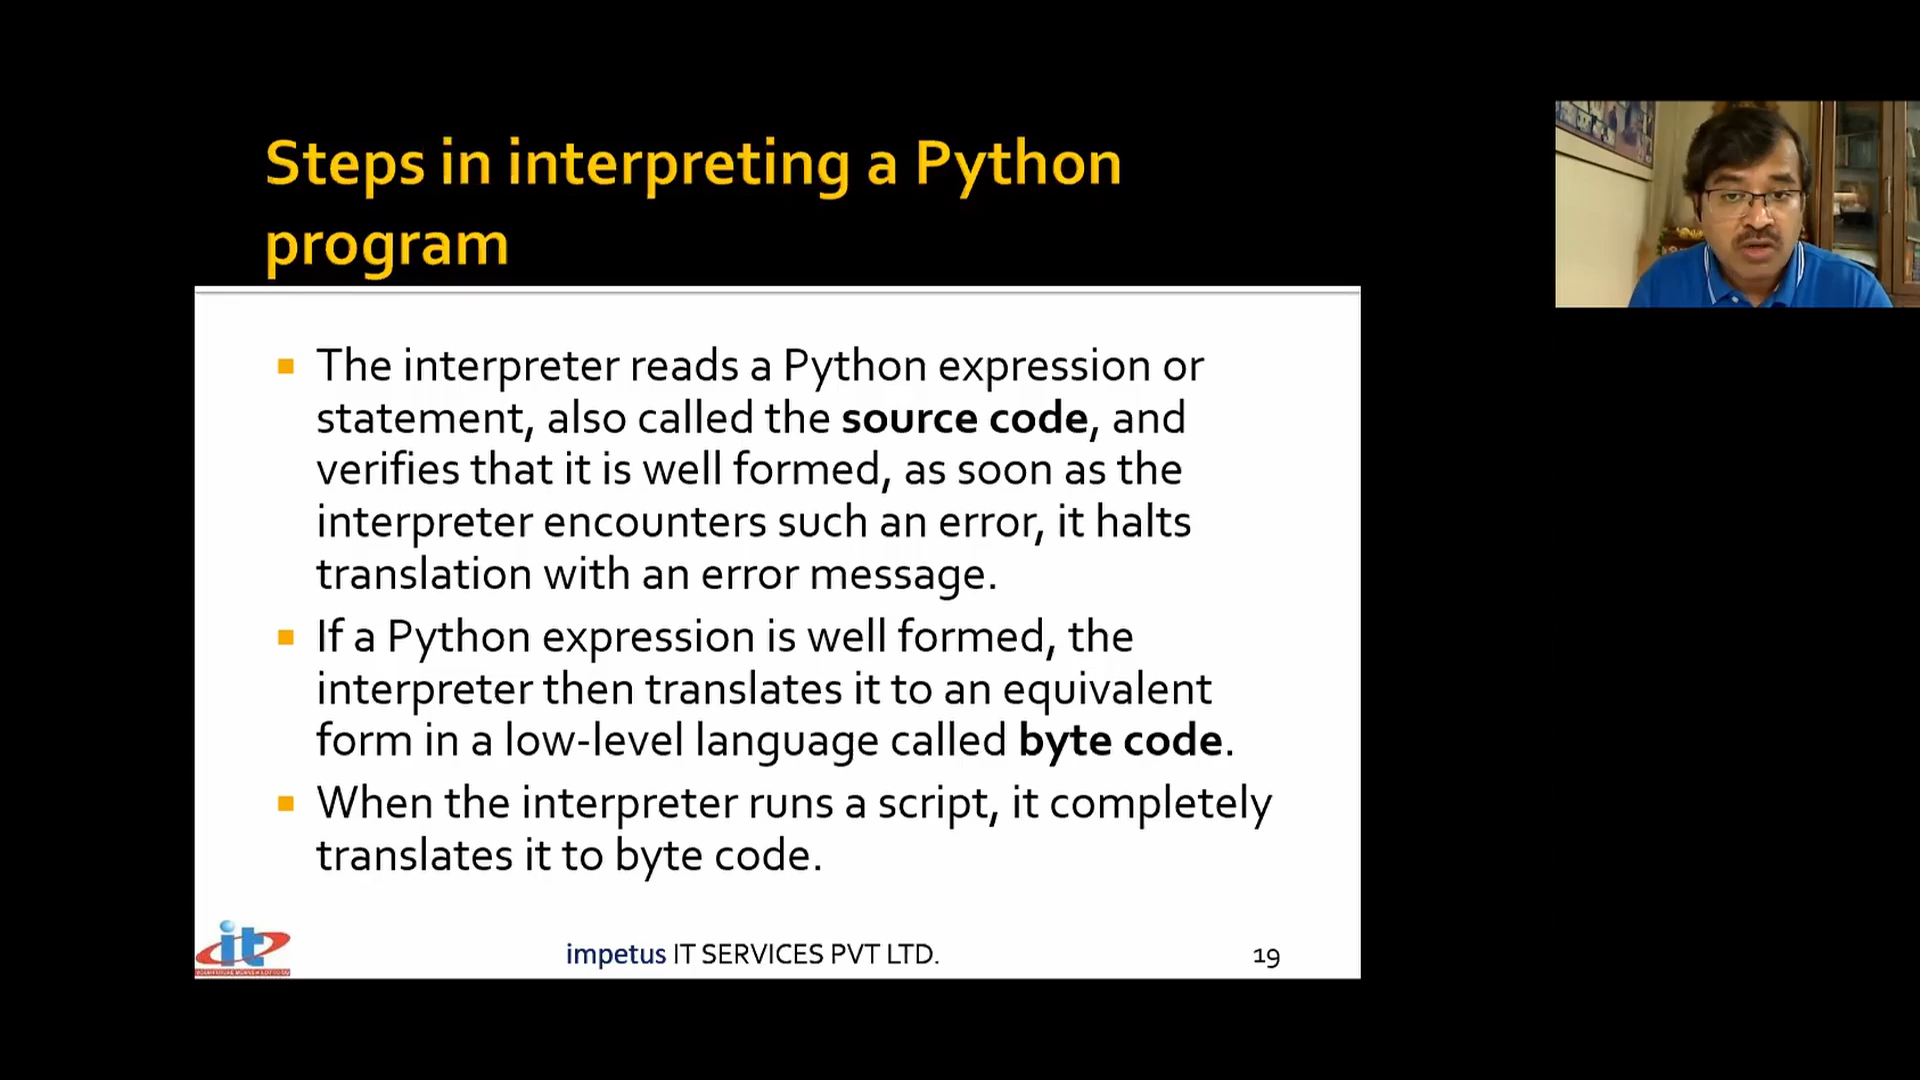 Steps in interpreting a Python
program
The interpreter reads a Python expression or
statement, also called the source code, and
verifies that it is well formed, as soon as the
interpreter encounters such an error, it halts
translation with an error message.
If a Python expression is well formed, the
interpreter then translates it to an equivalent
form in a low-level language called byte code.
When the interpreter runs a script, it completely
translates it to byte code.
it
impetus IT SERVICES PVT LTD.
19